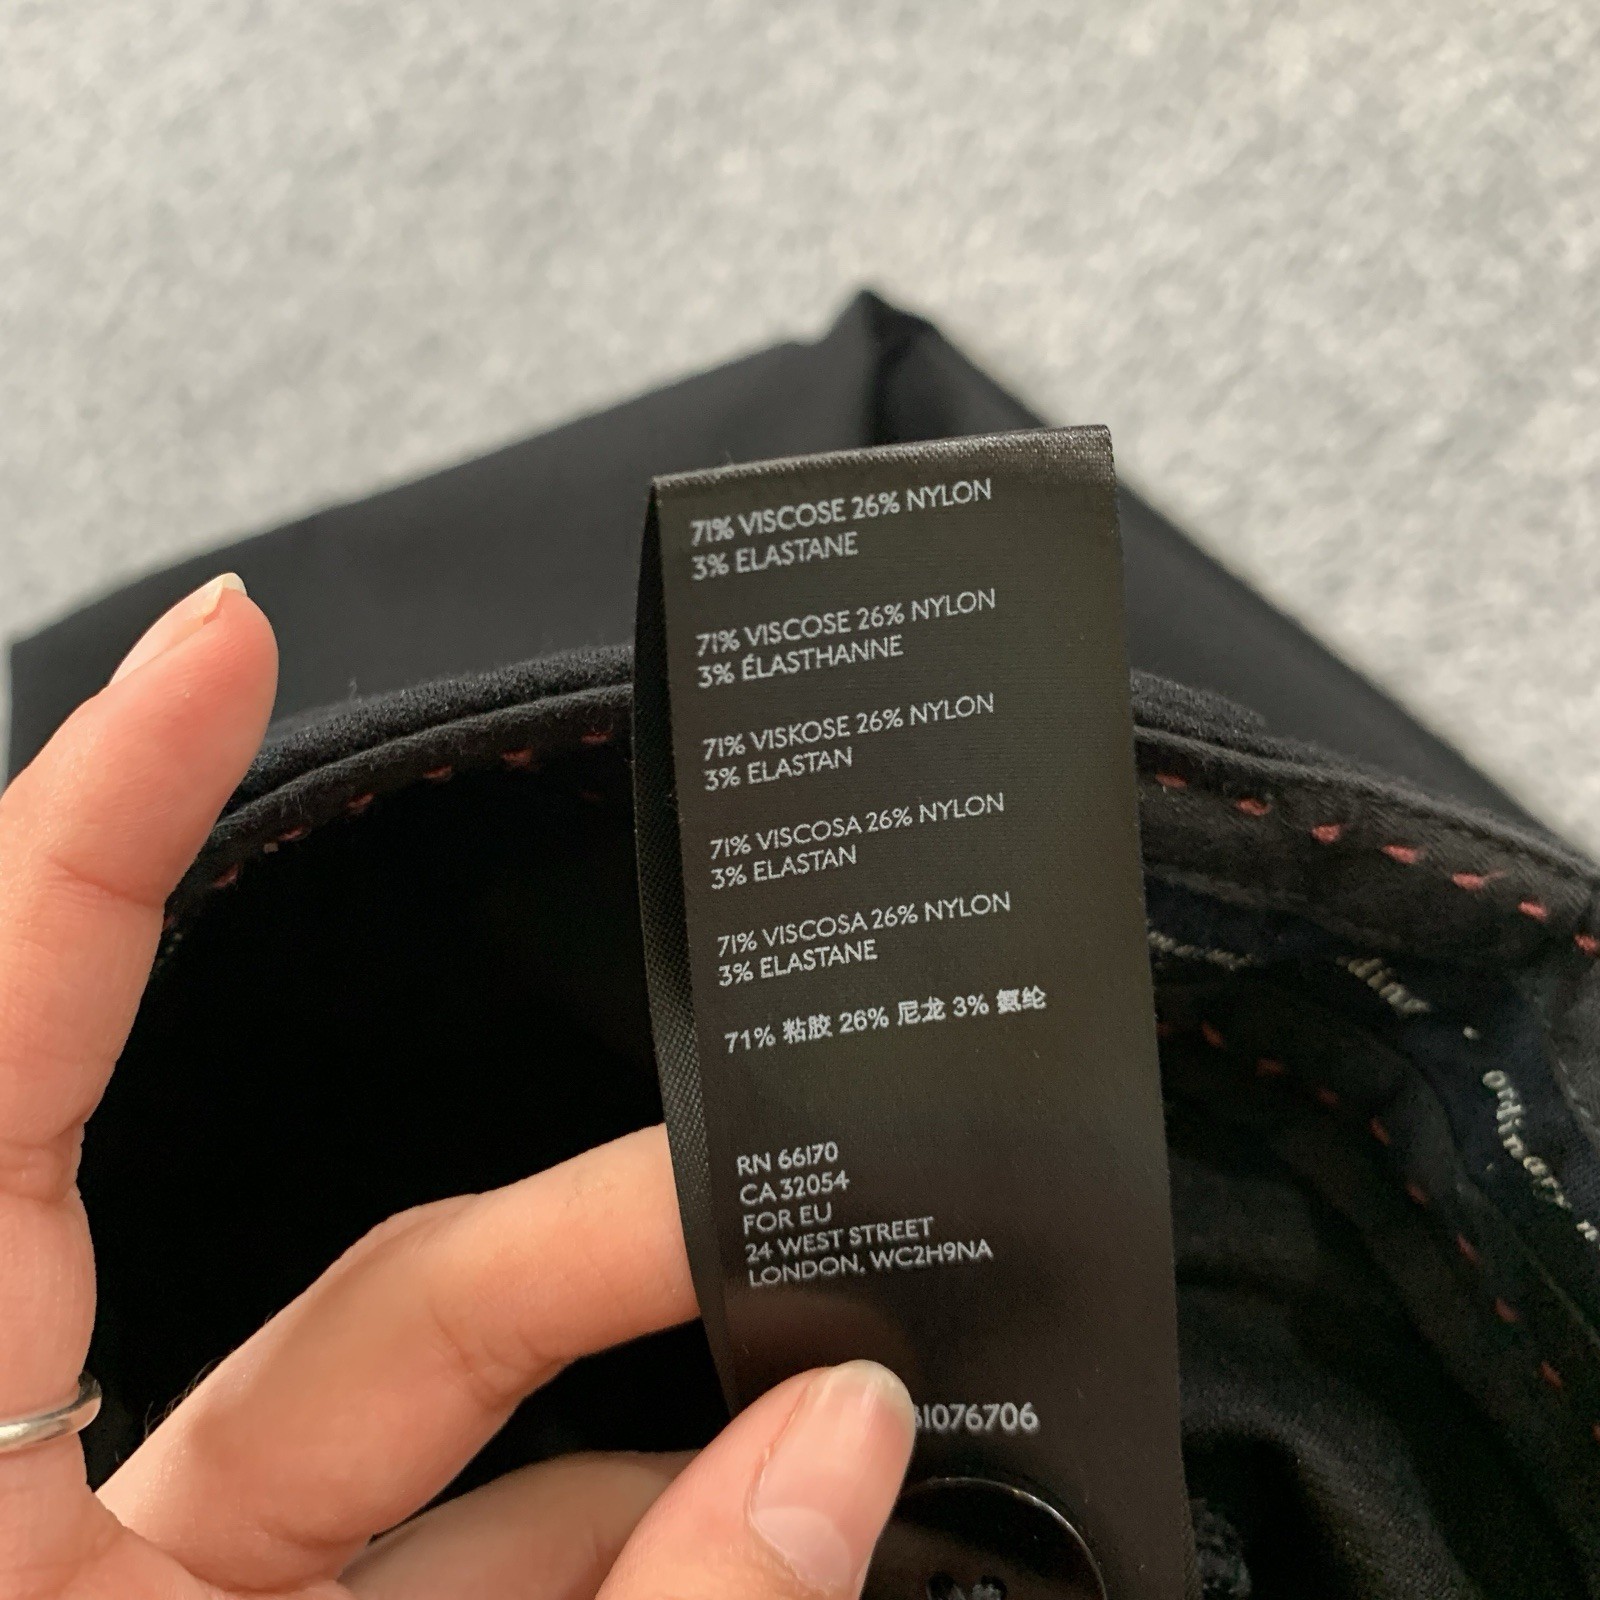 71% VISCOSE 26% NYLON
3% ELASTANE
71% VISCOSE 26% NYLON
3% ÉLASTHANNE
71% VISKOSE 26% NYLON
3% ELASTAN
71% VISCOSA 26% NYLON
3% ELASTAN
71% VISCOSA 26% NYLON
3% ELASTANE
71% 粘胶 26% 尼龙 3% 氨纶
RN 66170
CA 32054
FOR EU
24 WEST STREET
LONDON, WC2H9NA
1076706
ordinary